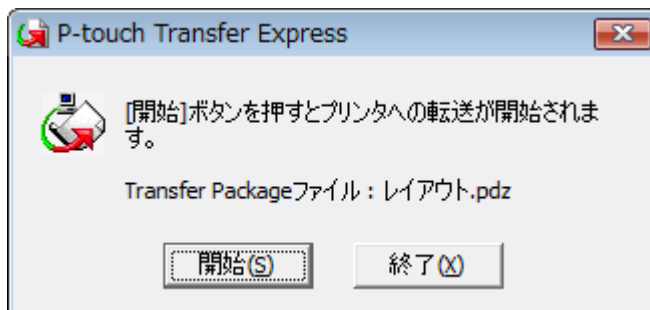 P-touch Transfer Express
[開始]ボタンを押すとプリンタへの転送が開始されま
す。
Transfer Packageファイル : レイアウト.pdz
開始(S)
終了(X)